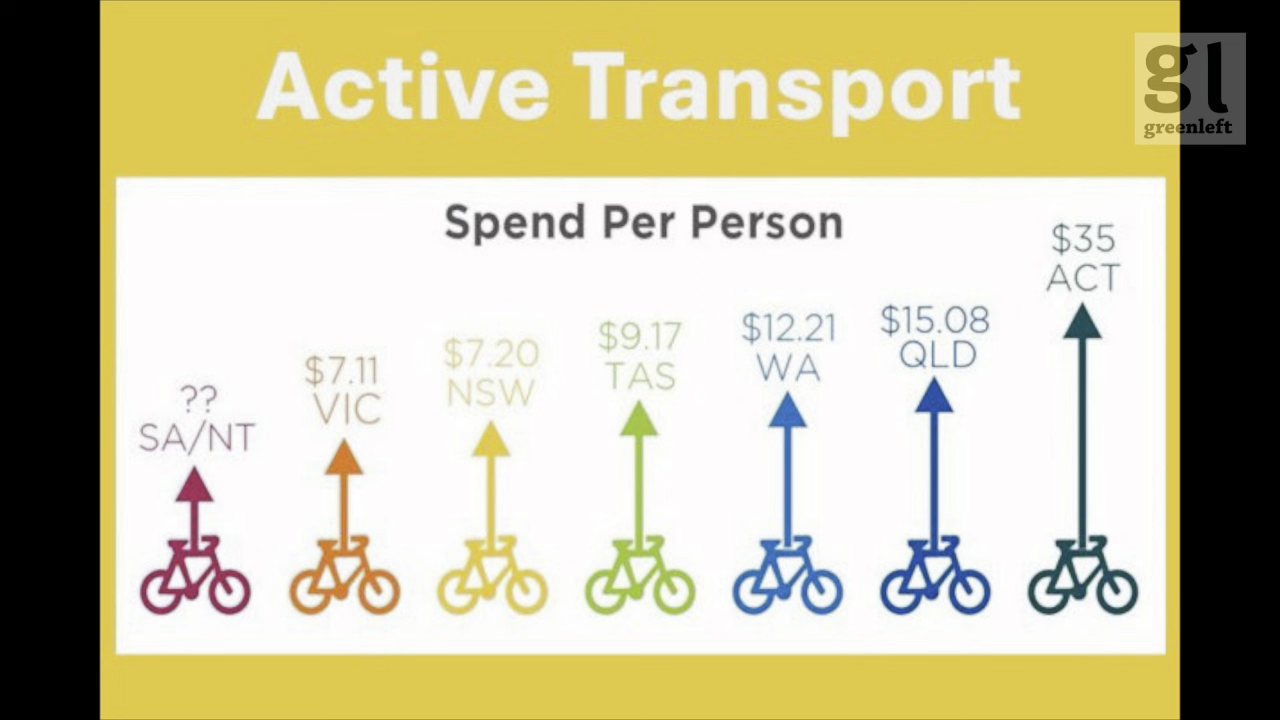 Active Transport
gl
greenleft
Spend Per Person
??
SA/NT
$7.11
VIC
$7.20
NSW
$9.17
TAS
$12.21
WA
$15.08
QLD
$35
ACT